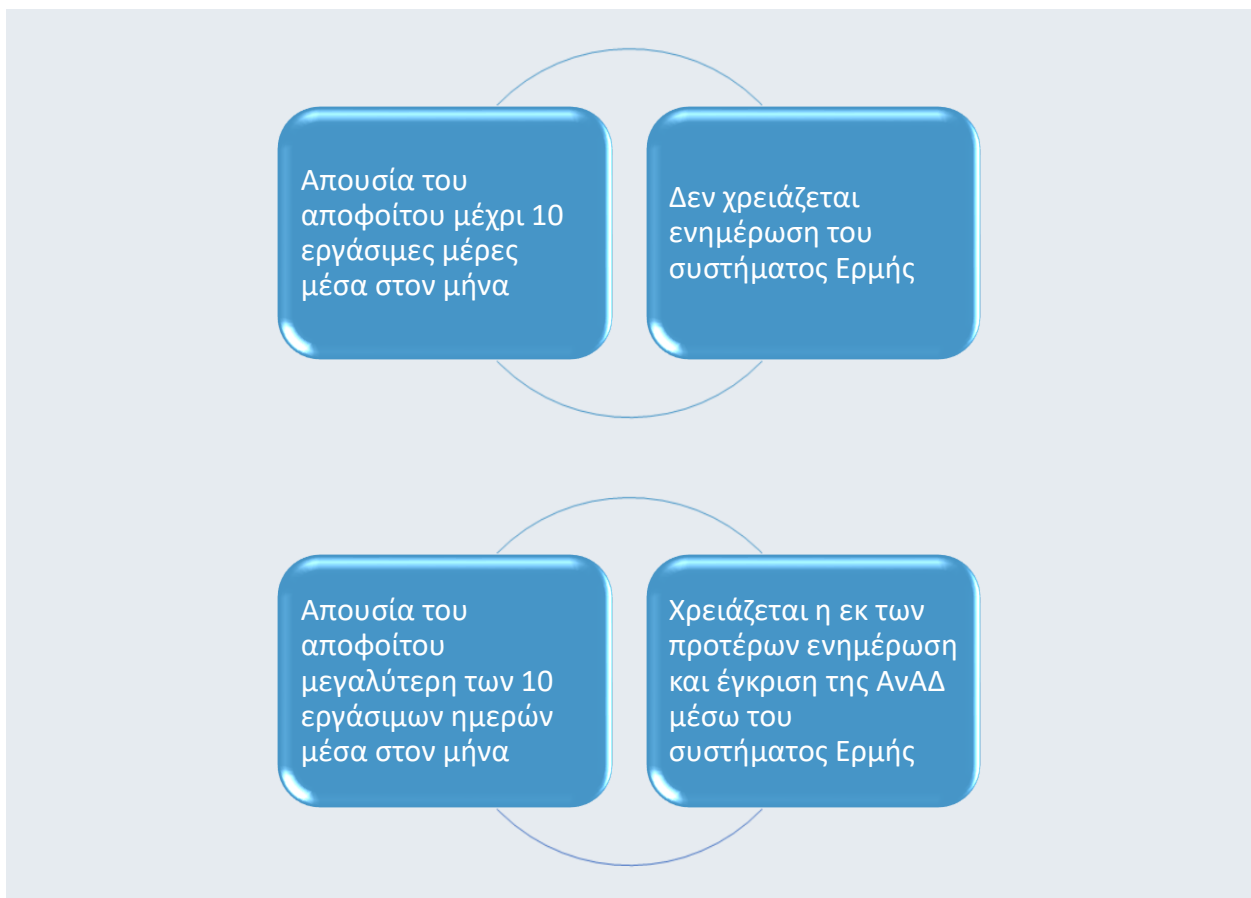 Απουσία του
αποφοίτου μέχρι 10
εργάσιμες μέρες
μέσα στον μήνα
Δεν χρειάζεται
ενημέρωση του
συστήματος Ερμής
Απουσία του
αποφοίτου
μεγαλύτερη των 10
εργάσιμων ημερών
μέσα στον μήνα
Χρειάζεται η εκ των
προτέρων ενημέρωση
και έγκριση της ΑνΑΔ
μέσω του
συστήματος Ερμής